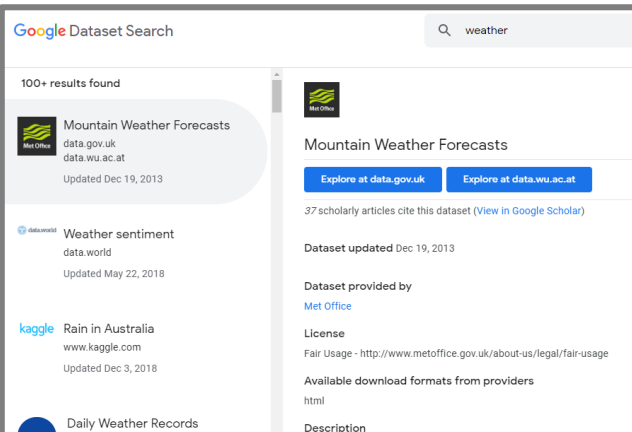 Google Dataset Search
weather
100+ results found
Met Office
Mountain Weather Forecasts
data.gov.uk
data.wu.ac.at
Updated Dec 19, 2013
data.world
Weather sentiment
data.world
Updated May 22, 2018
kaggle
Rain in Australia
www.kaggle.com
Updated Dec 3, 2018
Daily Weather Records
Met Office
Mountain Weather Forecasts
Explore at data.gov.uk
Explore at data.wu.ac.at
37 scholarly articles cite this dataset (View in Google Scholar)
Dataset updated Dec 19, 2013
Dataset provided by
Met Office
License
Fair Usage - http://www.metoffice.gov.uk/about-us/legal/fair-usage
Available download formats from providers
html
Description